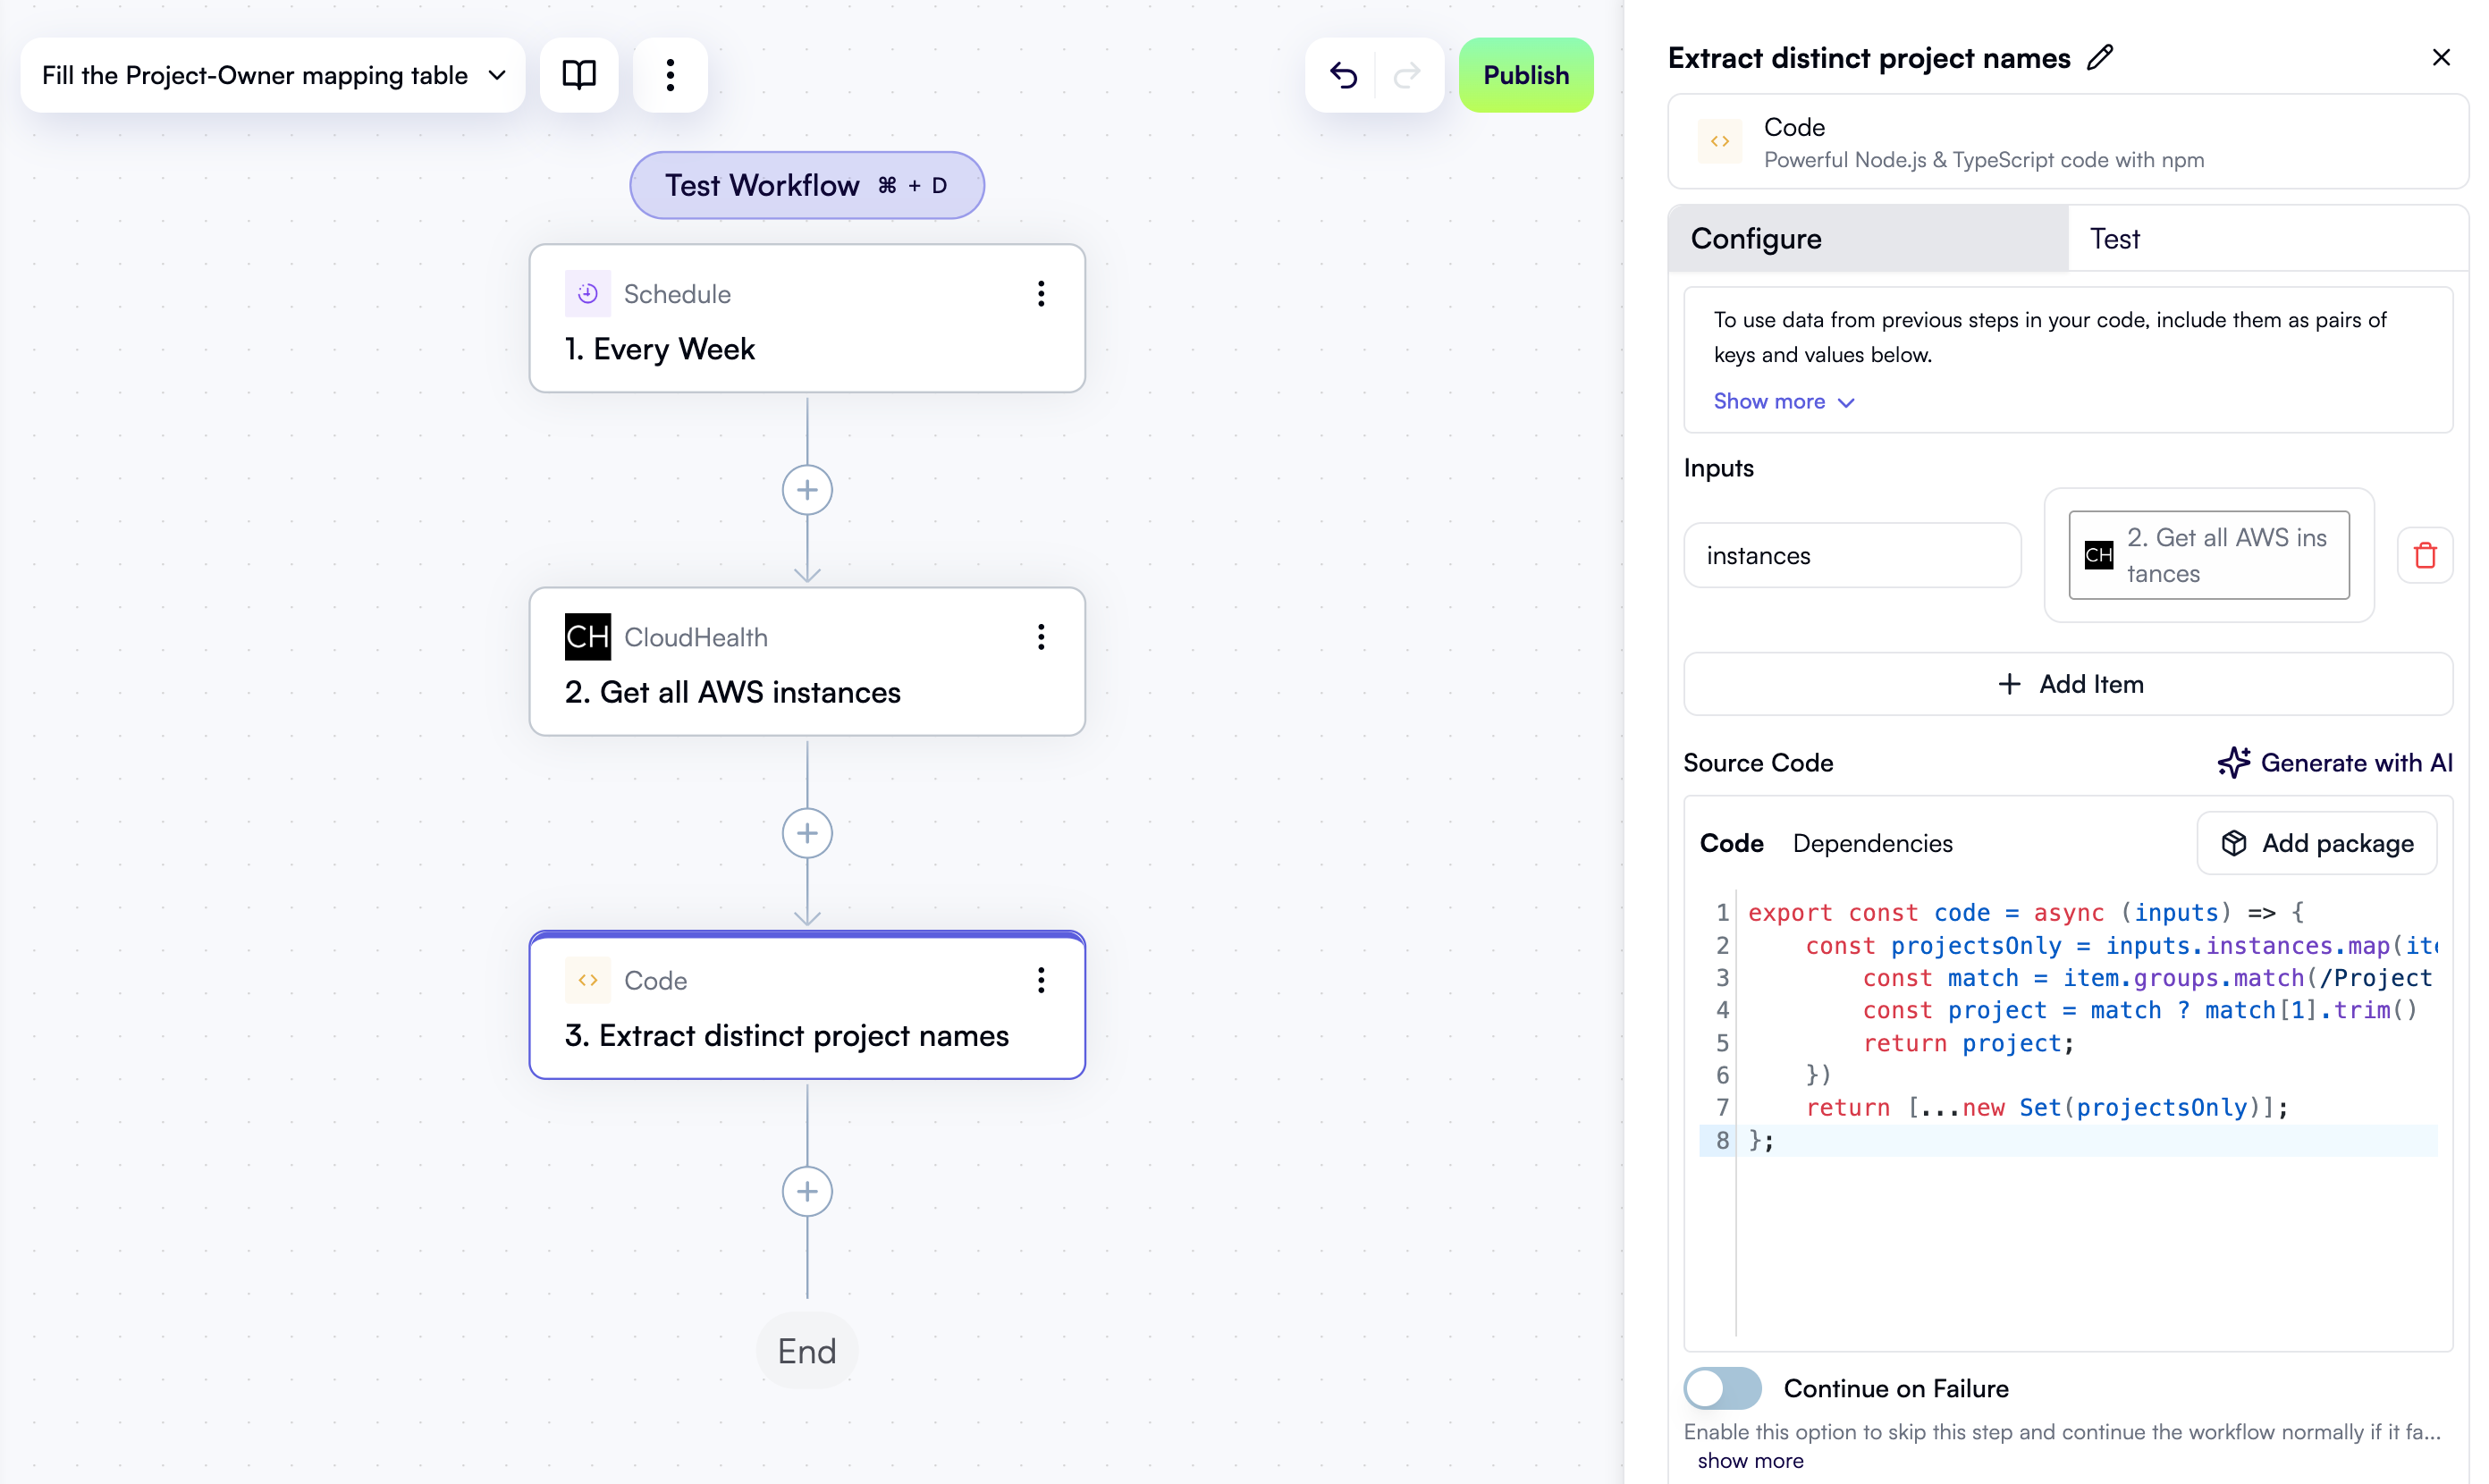 Fill the Project-Owner mapping table
Publish
Test Workflow ⌘ + D
Schedule
1. Every Week
CH CloudHealth
2. Get all AWS instances
Code
3. Extract distinct project names
End
Extract distinct project names
Code
Powerful Node.js & TypeScript code with npm
Configure
Test
To use data from previous steps in your code, include them as pairs of
keys and values below.
Show more
Inputs
instances
CH
2. Get all AWS ins
tances
Add Item
Source Code
Generate with AI
Code
Dependencies
Add package
1 export const code = async (inputs) => {
2 const projectsOnly = inputs.instances.map(ite
3 const match = item.groups.match(/Project
4 const project = match ? match[1].trim()
5 return project;
6 })
7 return [...new Set(projectsOnly)];
8 };
Continue on Failure
Enable this option to skip this step and continue the workflow normally if it fa...
show more